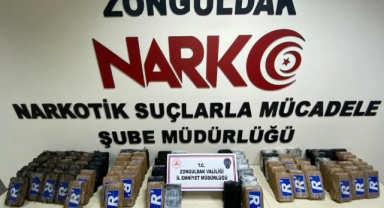 ZONGULDAK
NARKO
NARKOTİK SUÇLARLA MÜCADELE
ŞUBE MÜDÜRLÜĞÜ
T.C.
ZONGULDAK VALİLİĞİ
İL EMNİYET MÜDÜRLÜĞÜ
R R R R R R R R R R